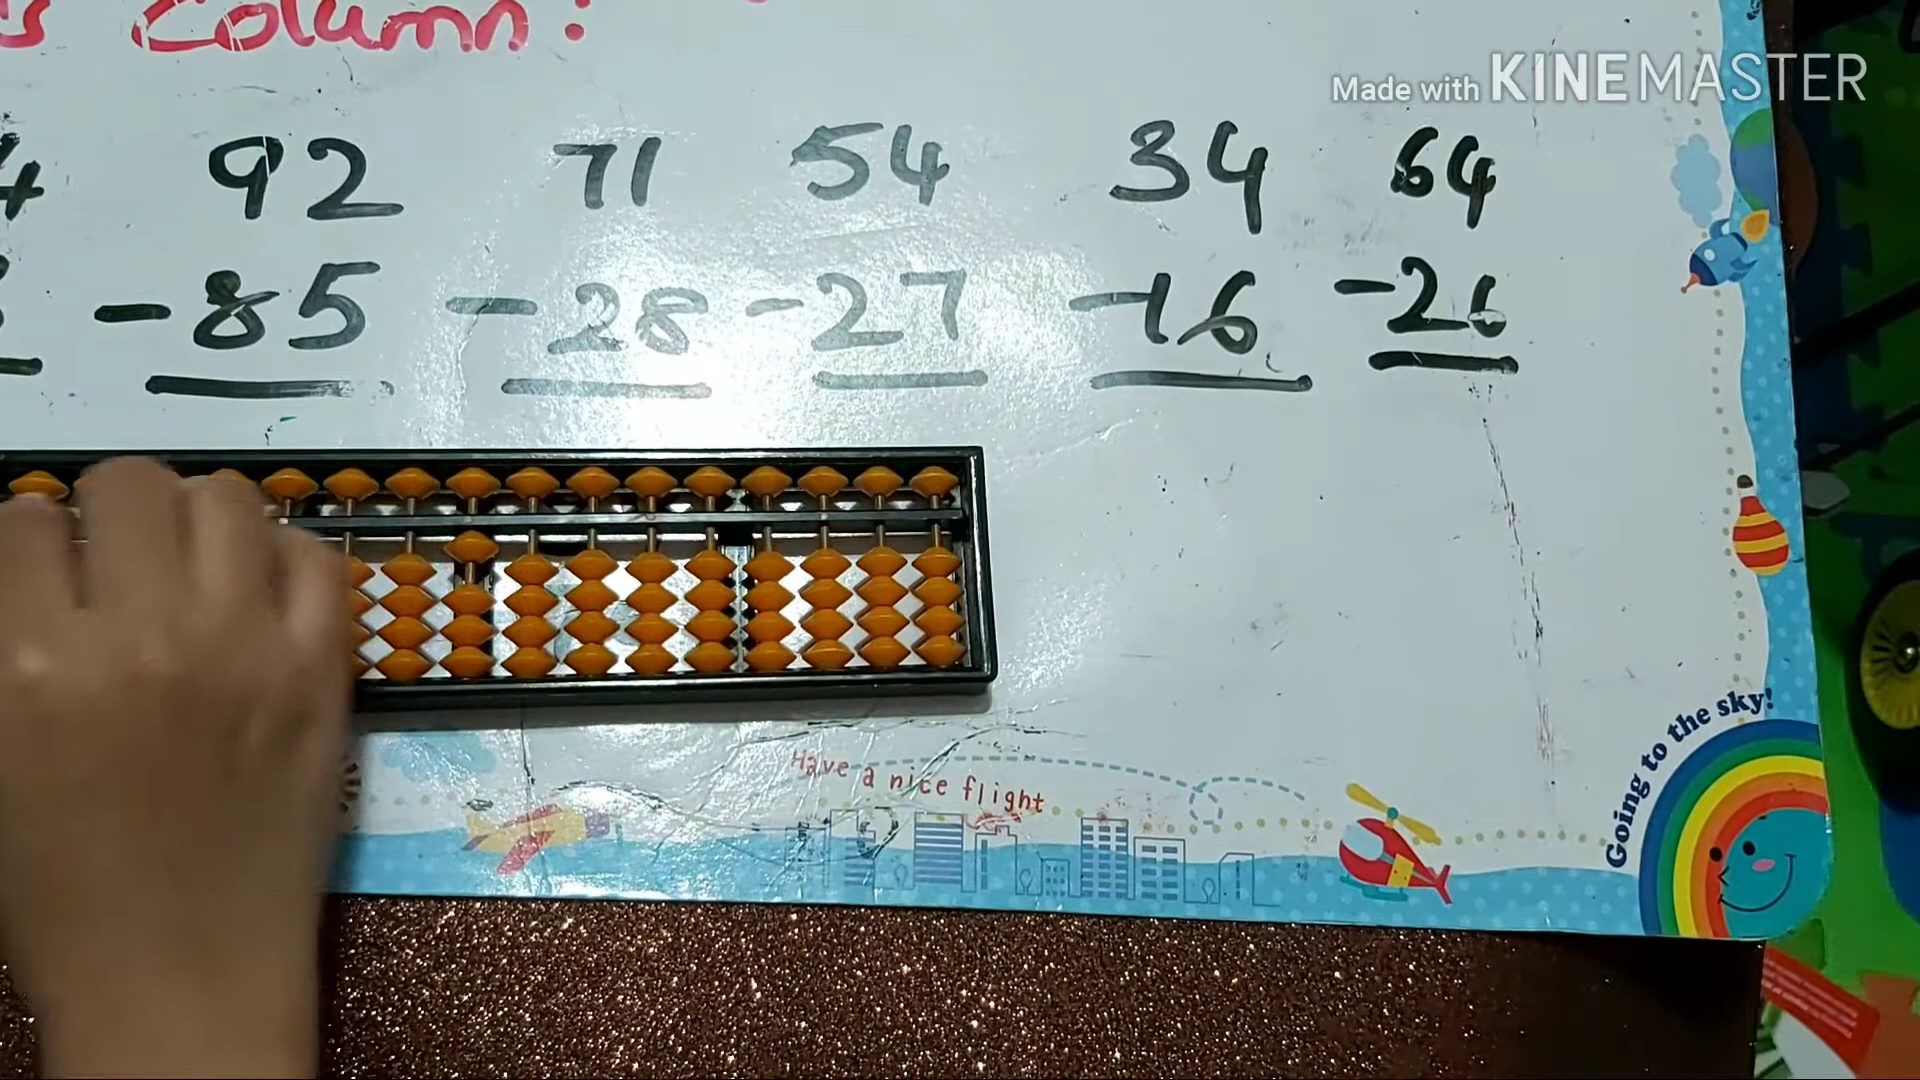 Column:
Made with KINEMASTER
4 92 71 54 34 64
-85 -28 -27 -16 -26
Have a nice flight
Going to the sky!